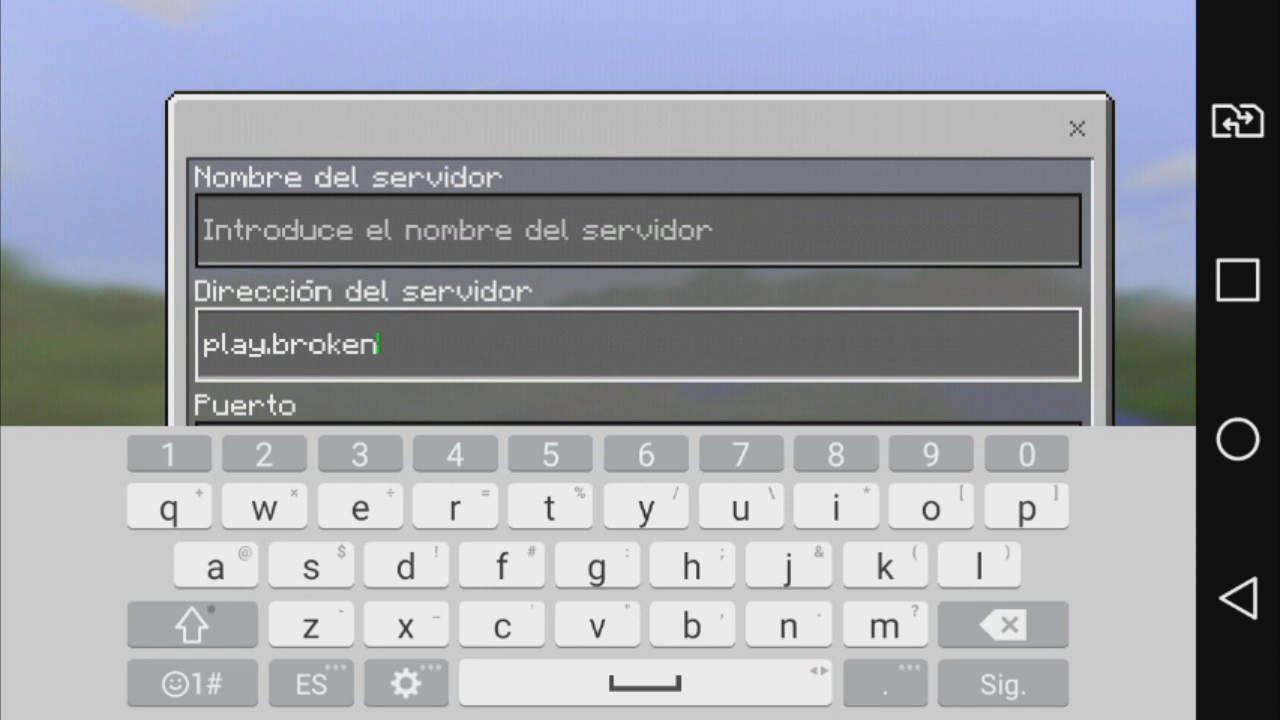 Nombre del servidor
Introduce el nombre del servidor
Dirección del servidor
play.broken
Puerto
1 2 3 4 5 6 7 8 9 0
q + w × e ÷ r = t % y / u \ i * o [ p ]
a @ s $ d ! f # g : h ; j & k ( l )
z - x _ c ' v " b , n . m ?
1# ES . Sig.